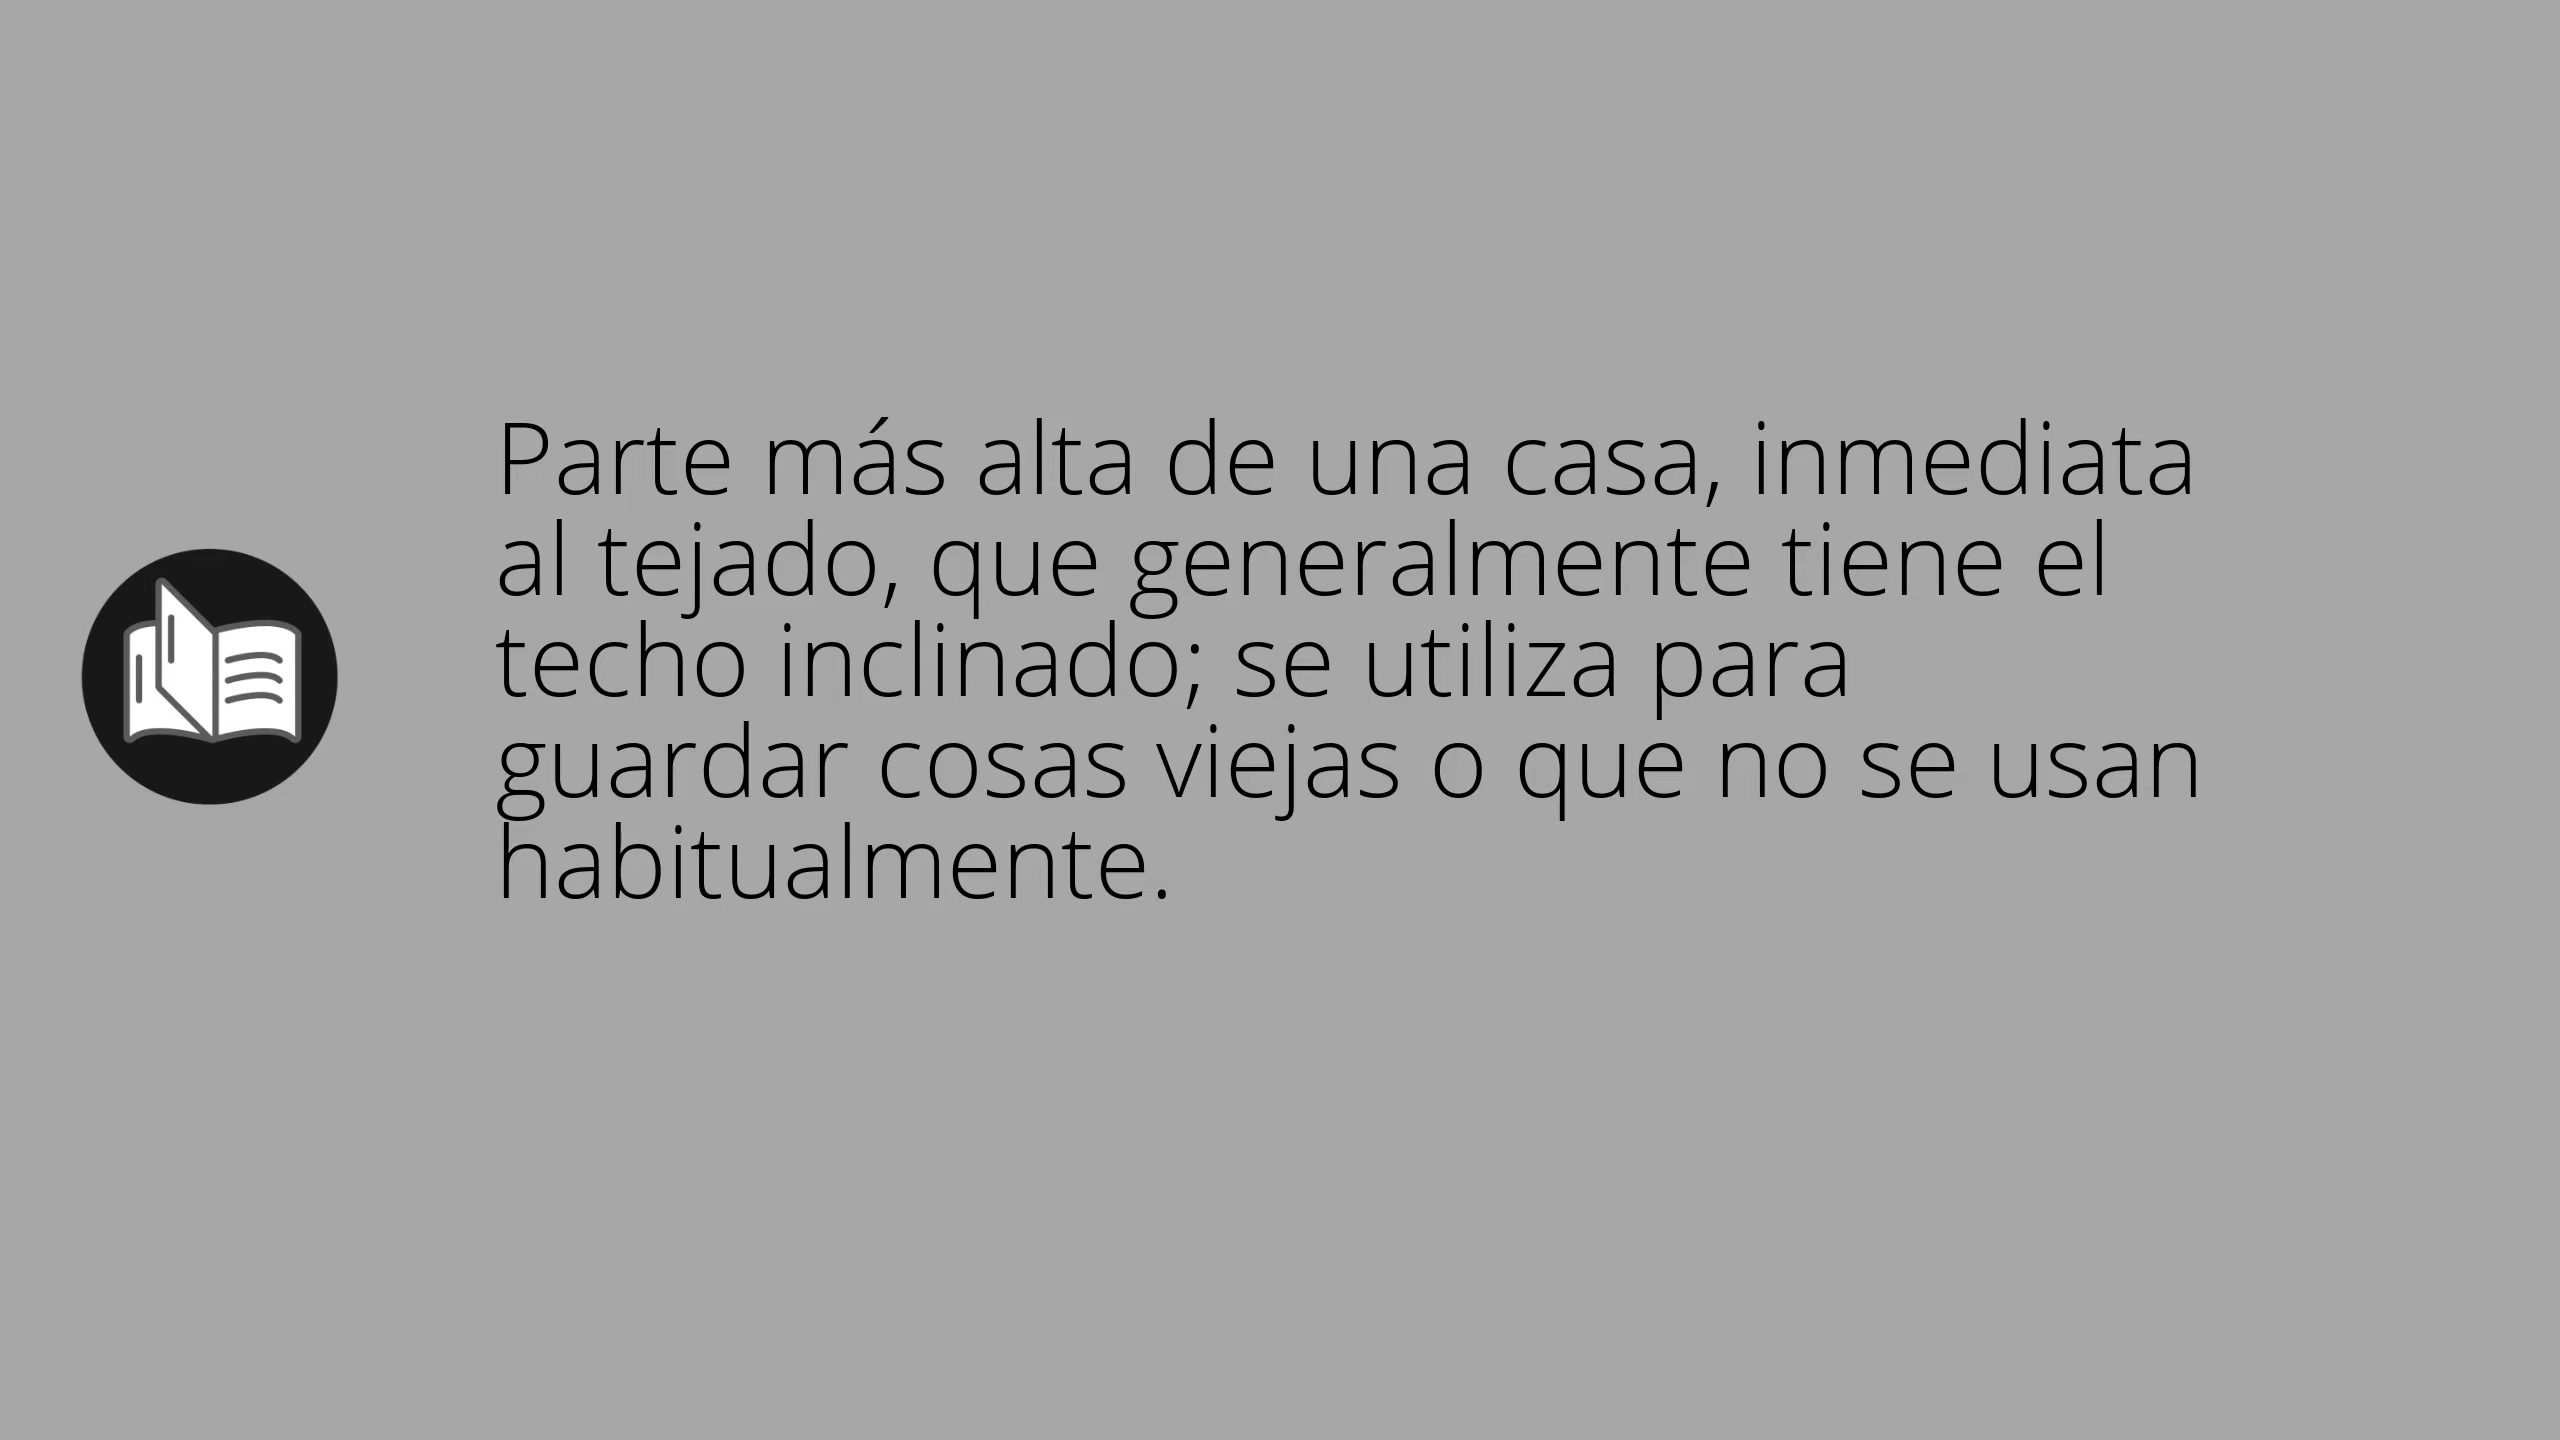 Parte más alta de una casa, inmediata
al tejado, que generalmente tiene el
techo inclinado; se utiliza para
guardar cosas viejas o que no se usan
habitualmente.